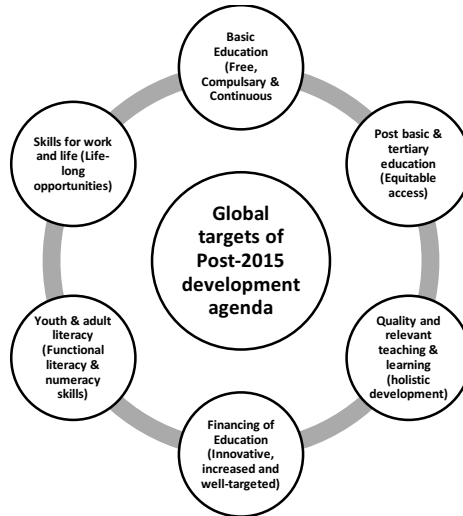 Basic
Education
(Free,
Compulsary &
Continuous
Post basic &
tertiary
education
(Equitable
access)
Quality and
relevant
teaching &
learning
(holistic
development)
Financing of
Education
(Innovative,
increased and
well-targeted)
Youth & adult
literacy
(Functional
literacy &
numeracy
skills)
Skills for work
and life (Life-
long
opportunities)
Global
targets of
Post-2015
development
agenda